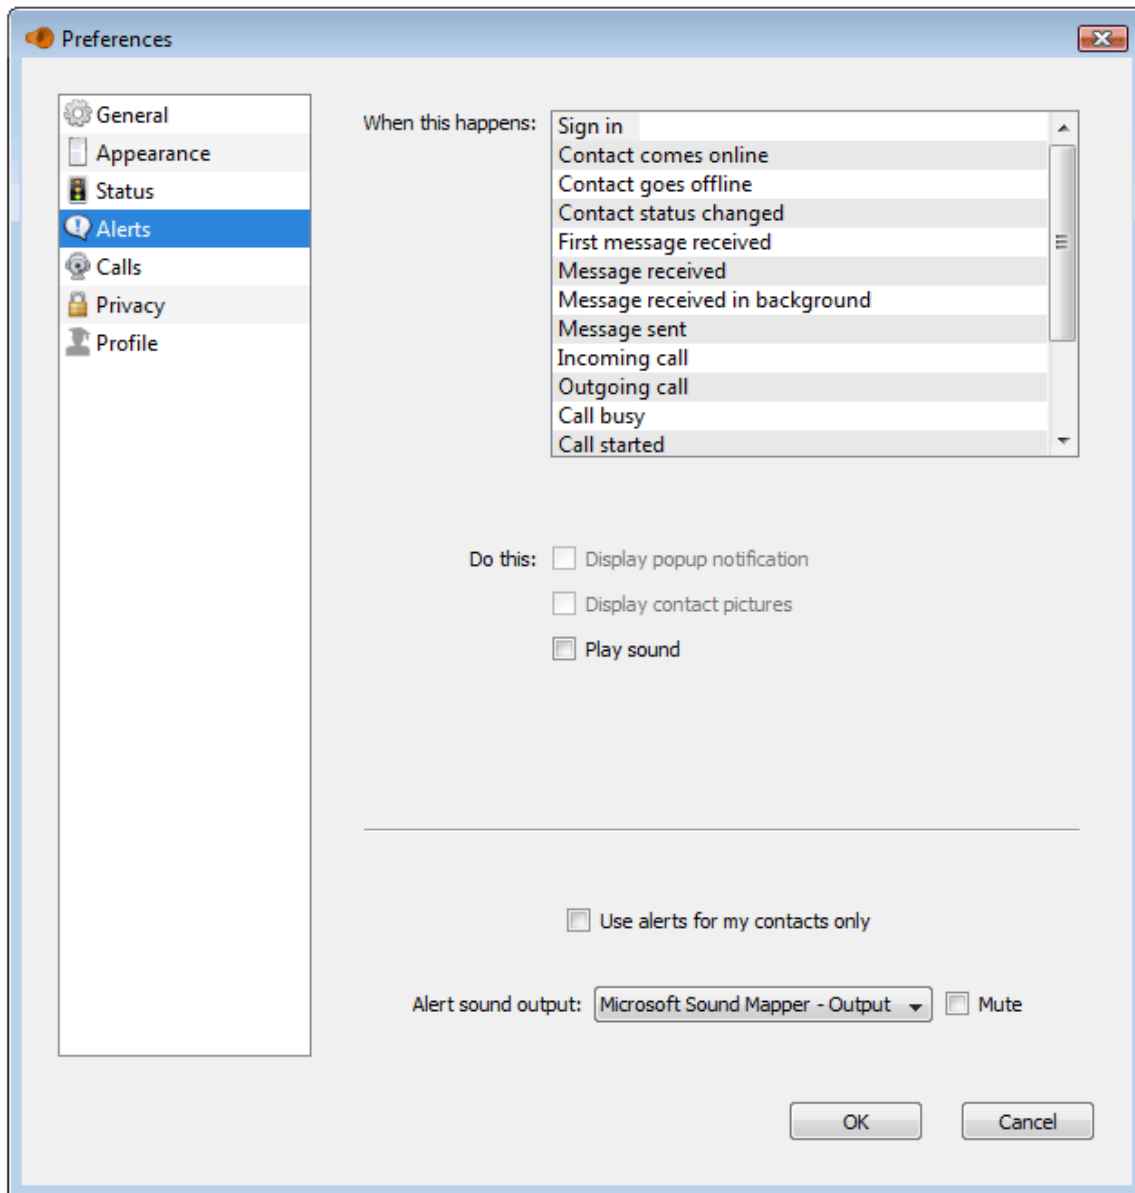 Preferences
General
Appearance
Status
Alerts
Calls
Privacy
Profile
When this happens:
Sign in
Contact comes online
Contact goes offline
Contact status changed
First message received
Message received
Message received in background
Message sent
Incoming call
Outgoing call
Call busy
Call started
Do this:
Display popup notification
Display contact pictures
Play sound
Use alerts for my contacts only
Alert sound output: Microsoft Sound Mapper - Output Mute
OK Cancel